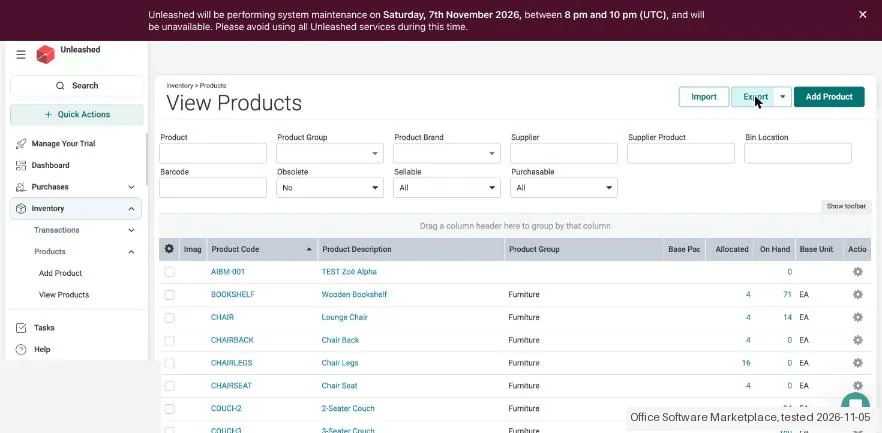 Unleashed will be performing system maintenance on Saturday, 7th November 2026, between 8 pm and 10 pm (UTC), and will
be unavailable. Please avoid using all Unleashed services during this time.
Unleashed
Search
+ Quick Actions
Manage Your Trial
Dashboard
Purchases
Inventory
Transactions
Products
Add Product
View Products
Tasks
Help
Inventory > Products
View Products
Import
Export
Add Product
Product
Product Group
Product Brand
Supplier
Supplier Product
Bin Location
Barcode
Obsolete
Sellable
Purchasable
No
All
All
Show toolbar
Drag a column header here to group by that column
Imag Product Code Product Description Product Group Base Pac Allocated On Hand Base Unit Actio
AIBM-001 TEST Zoë Alpha 0
BOOKSHELF Wooden Bookshelf Furniture 4 71 EA
CHAIR Lounge Chair Furniture 4 14 EA
CHAIRBACK Chair Back Furniture 4 0 EA
CHAIRLEGS Chair Legs Furniture 16 0 EA
CHAIRSEAT Chair Seat Furniture 4 0 EA
COUCH2 2-Seater Couch Furniture
COUCH3 3-Seater Couch Furniture
Office Software Marketplace, tested 2026-11-05